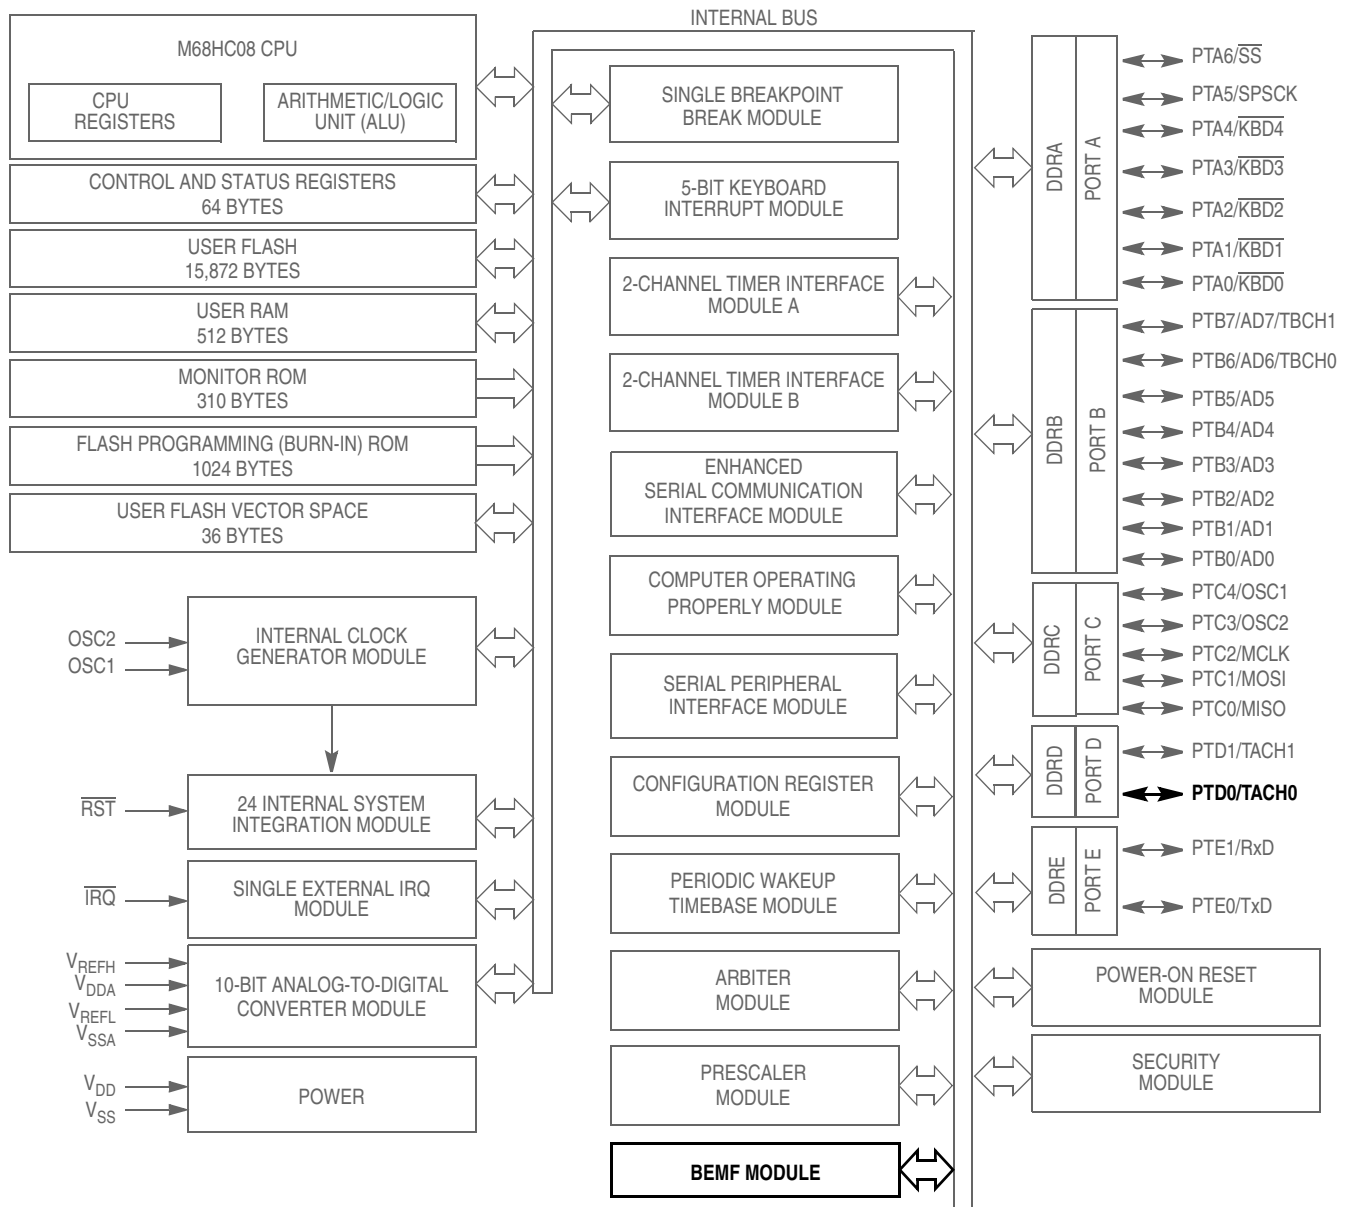 INTERNAL BUS
M68HC08 CPU
CPU
REGISTERS
ARITHMETIC/LOGIC
UNIT (ALU)
CONTROL AND STATUS REGISTERS
64 BYTES
USER FLASH
15,872 BYTES
USER RAM
512 BYTES
MONITOR ROM
310 BYTES
FLASH PROGRAMMING (BURN-IN) ROM
1024 BYTES
USER FLASH VECTOR SPACE
36 BYTES
OSC2
OSC1
INTERNAL CLOCK
GENERATOR MODULE
RST
24 INTERNAL SYSTEM
INTEGRATION MODULE
IRQ
SINGLE EXTERNAL IRQ
MODULE
VREFH
VDDA
VREFL
VSSA
10-BIT ANALOG-TO-DIGITAL
CONVERTER MODULE
VDD
VSS
POWER
SINGLE BREAKPOINT
BREAK MODULE
5-BIT KEYBOARD
INTERRUPT MODULE
2-CHANNEL TIMER INTERFACE
MODULE A
2-CHANNEL TIMER INTERFACE
MODULE B
ENHANCED
SERIAL COMMUNICATION
INTERFACE MODULE
COMPUTER OPERATING
PROPERLY MODULE
SERIAL PERIPHERAL
INTERFACE MODULE
CONFIGURATION REGISTER
MODULE
PERIODIC WAKEUP
TIMEBASE MODULE
ARBITER
MODULE
PRESCALER
MODULE
BEMF MODULE
DDRA
PORT A
PTA6/SS
PTA5/SPSCK
PTA4/KBD4
PTA3/KBD3
PTA2/KBD2
PTA1/KBD1
PTA0/KBD0
DDRB
PORT B
PTB7/AD7/TBCH1
PTB6/AD6/TBCH0
PTB5/AD5
PTB4/AD4
PTB3/AD3
PTB2/AD2
PTB1/AD1
PTB0/AD0
DDRC
PORT C
PTC4/OSC1
PTC3/OSC2
PTC2/MCLK
PTC1/MOSI
PTC0/MISO
DDRD
PORT D
PTD1/TACH1
PTD0/TACH0
DDRE
PORT E
PTE1/RxD
PTE0/TxD
POWER-ON RESET
MODULE
SECURITY
MODULE